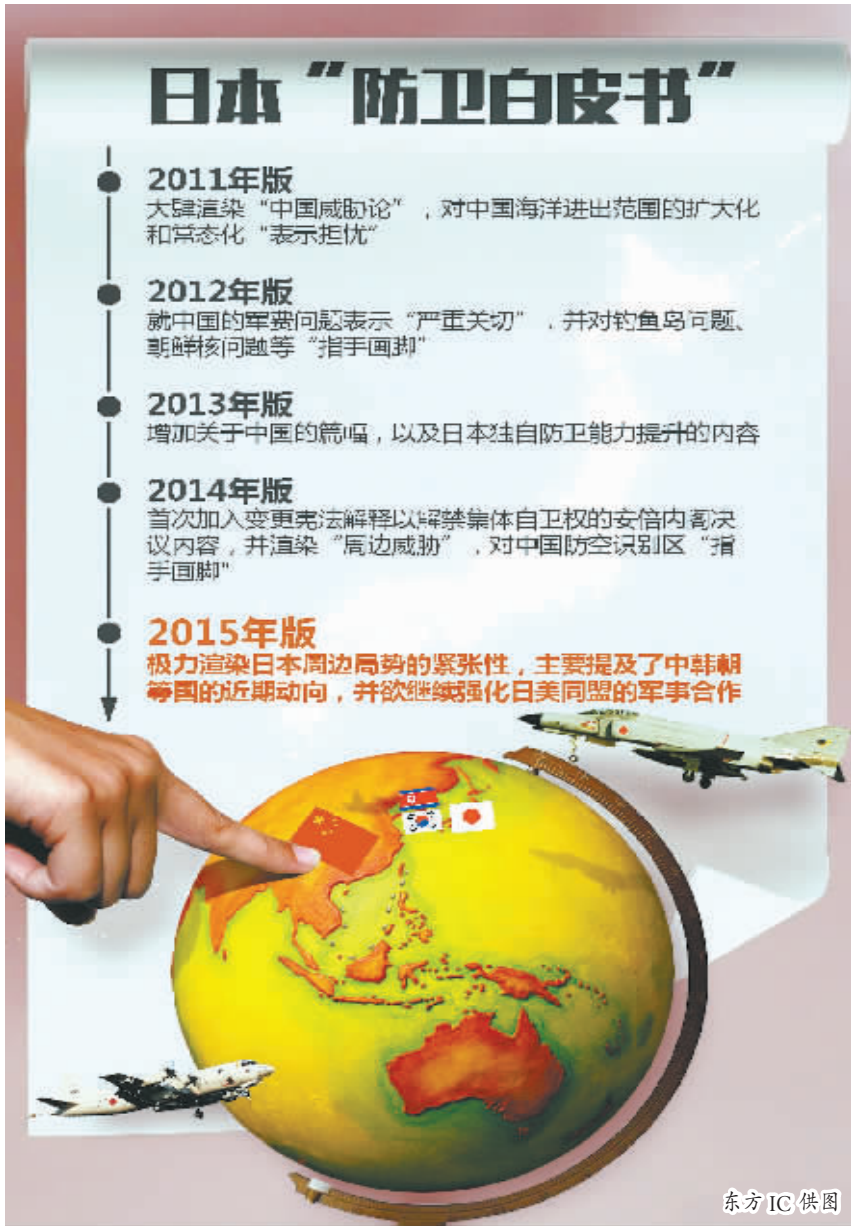 日本“防卫白皮书”
2011年版
大肆渲染“中国威胁论”，对中国海洋进出范围的扩大化
和常态化“表示担忧”
2012年版
就中国的军费问题表示“严重关切”，并对钓鱼岛问题、
朝鲜核问题等“指手画脚”
2013年版
增加关于中国的篇幅，以及日本独自防卫能力提升的内容
2014年版
首次加入变更宪法解释以解禁集体自卫权的安倍内阁决
议内容，并渲染“周边威胁”，对中国防空识别区“指
手画脚”
2015年版
极力渲染日本周边局势的紧张性，主要提及了中韩朝
等国的近期动向，并欲继续强化日美同盟的军事合作
东方IC供图